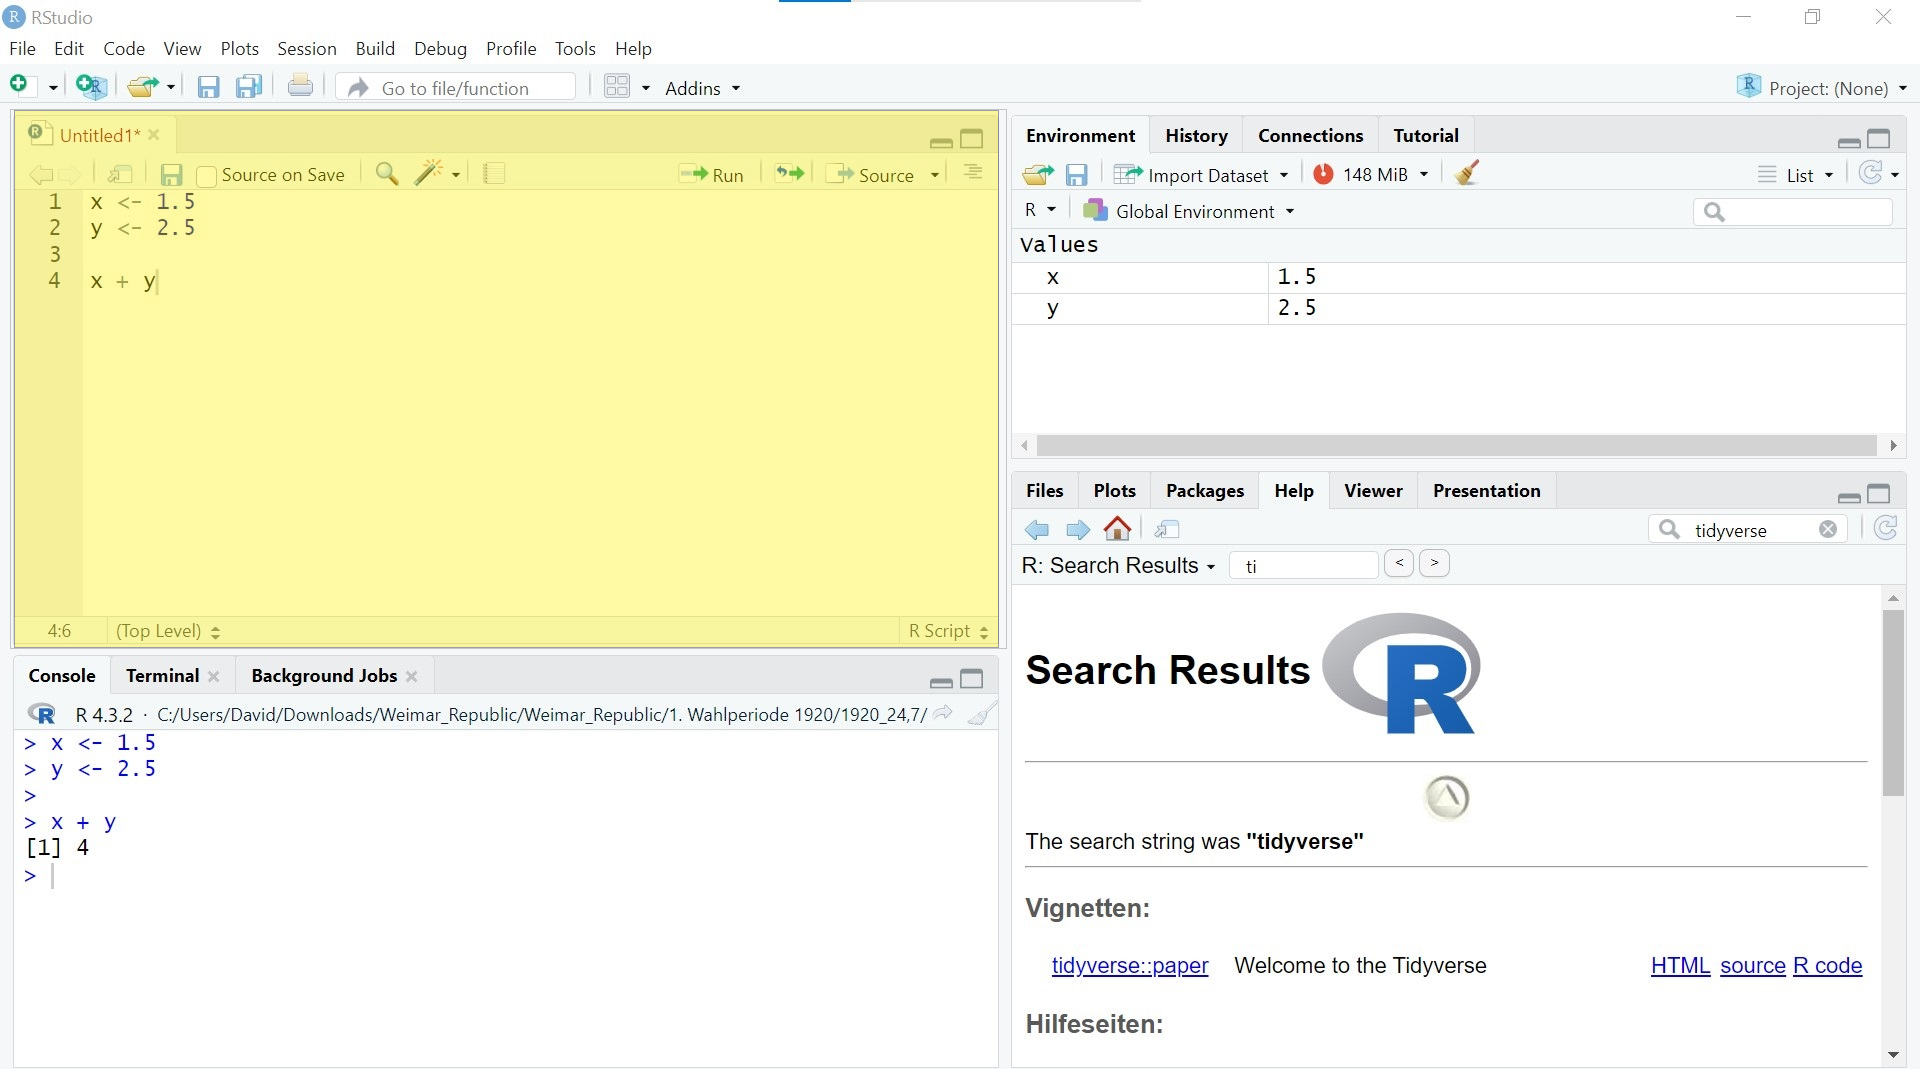 RStudio
File Edit Code View Plots Session Build Debug Profile Tools Help
Go to file/function Addins Project: (None)
Untitled1*
Source on Save Run Source
1 x <- 1.5
2 y <- 2.5
3
4 x + y
4:6 (Top Level) R Script
Console Terminal Background Jobs
R 4.3.2 · C:/Users/David/Downloads/Weimar_Republic/Weimar_Republic/1. Wahlperiode 1920/1920_24,7/
> x <- 1.5
> y <- 2.5
>
> x + y
[1] 4
>
Environment History Connections Tutorial
Import Dataset 148 MiB List
R Global Environment
Values
x 1.5
y 2.5
Files Plots Packages Help Viewer Presentation
tidyverse
R: Search Results ti < >
Search Results R
The search string was "tidyverse"
Vignetten:
tidyverse::paper Welcome to the Tidyverse HTML source R code
Hilfeseiten: